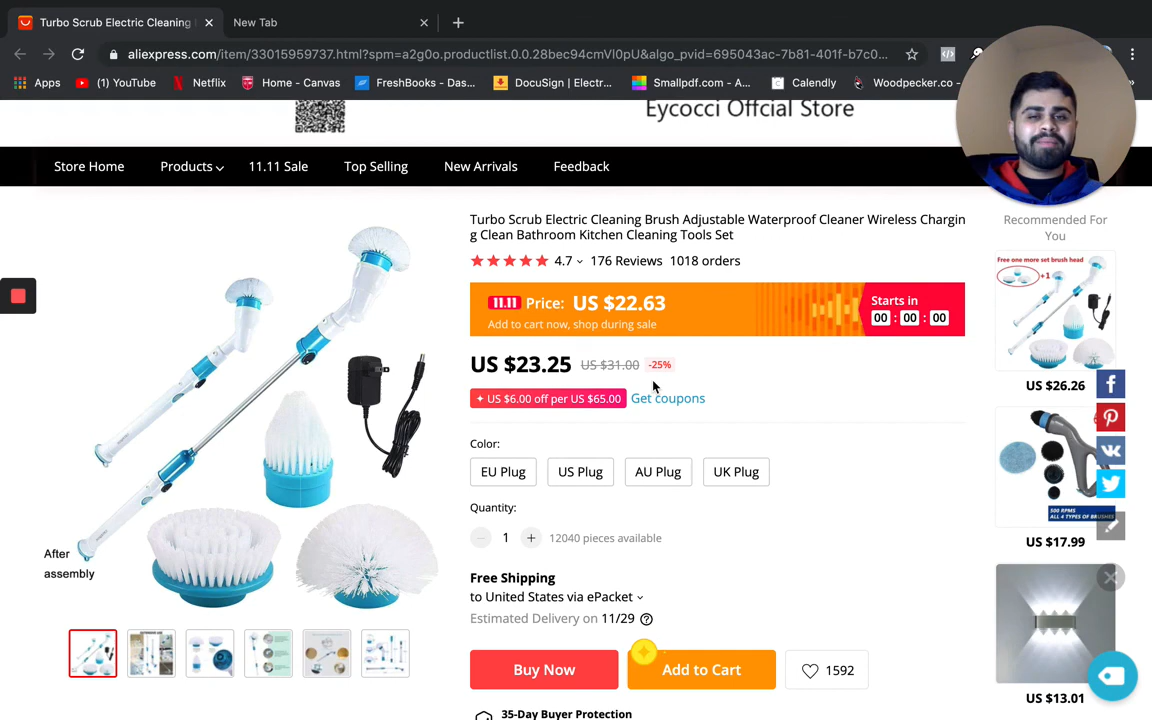 Turbo Scrub Electric Cleaning
New Tab
aliexpress.com/item/33015959737.html?spm=a2g0o.productlist.0.0.28bec94cmVl0pU&algo_pvid=695043ac-7b81-401f-b7c0...
Apps
(1) YouTube
Netflix
Home - Canvas
FreshBooks - Das...
DocuSign | Electr...
Smallpdf.com - A...
Calendly
Woodpecker.co -
Eycocci Offcial Store
Store Home
Products
11.11 Sale
Top Selling
New Arrivals
Feedback
Turbo Scrub Electric Cleaning Brush Adjustable Waterproof Cleaner Wireless Chargin
g Clean Bathroom Kitchen Cleaning Tools Set
4.7
176 Reviews
1018 orders
11.11 Price: US $22.63
Add to cart now, shop during sale
Starts in
00 : 00 : 00
US $23.25 US $31.00 -25%
US $6.00 off per US $65.00 Get coupons
Color:
EU Plug
US Plug
AU Plug
UK Plug
Quantity:
1
12040 pieces available
Free Shipping
to United States via ePacket
Estimated Delivery on 11/29
Buy Now
Add to Cart
1592
35-Day Buyer Protection
After
assembly
Recommended For
You
Free one more set brush head
+1
US $26.26
500 RPMS
ALL 4 TYPES OF BRUSHES
US $17.99
US $13.01